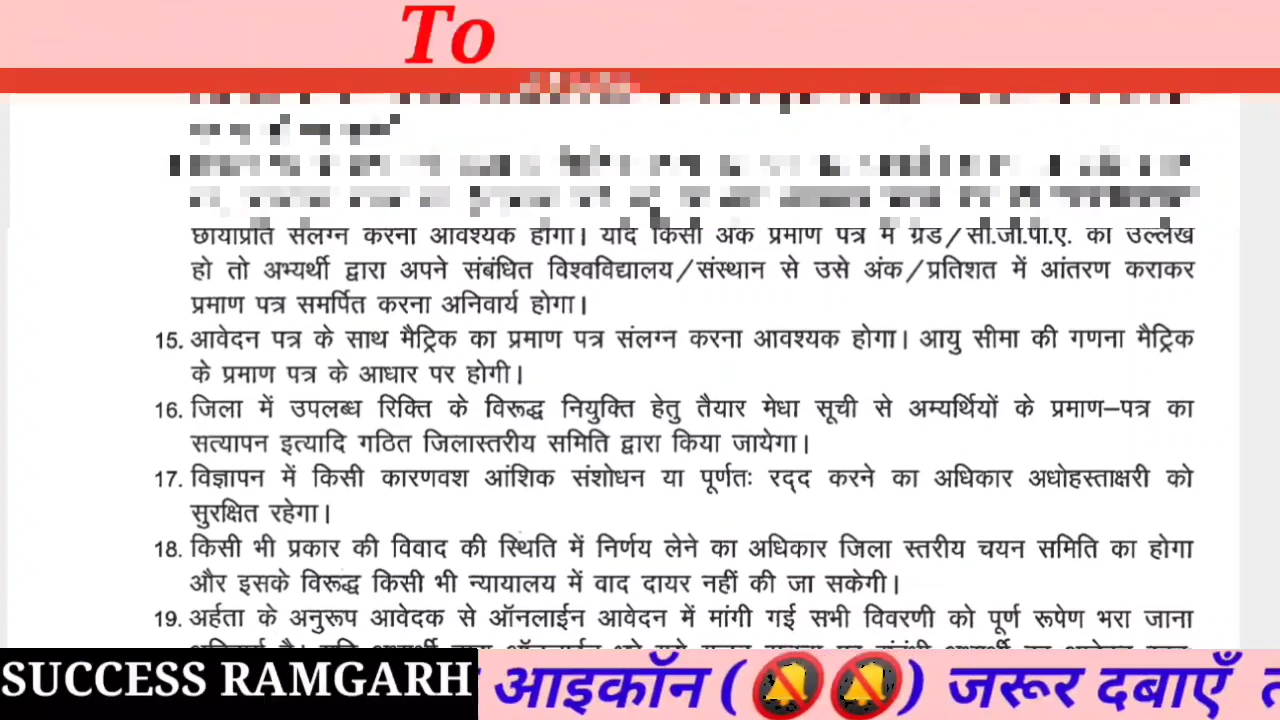 To
छायाप्रति संलग्न करना आवश्यक होगा। यदि किसी अंक प्रमाण पत्र में ग्रेड/सी.जी.पी.ए. का उल्लेख
हो तो अभ्यर्थी द्वारा अपने संबंधित विश्वविद्यालय/संस्थान से उसे अंक/प्रतिशत में आंतरण कराकर
प्रमाण पत्र समर्पित करना अनिवार्य होगा।
15. आवेदन पत्र के साथ मैट्रिक का प्रमाण पत्र संलग्न करना आवश्यक होगा। आयु सीमा की गणना मैट्रिक
के प्रमाण पत्र के आधार पर होगी।
16. जिला में उपलब्ध रिक्ति के विरूद्ध नियुक्ति हेतु तैयार मेधा सूची से अम्यर्थियों के प्रमाण–पत्र का
सत्यापन इत्यादि गठित जिलास्तरीय समिति द्वारा किया जायेगा।
17. विज्ञापन में किसी कारणवश आंशिक संशोधन या पूर्णतः रद्द करने का अधिकार अधोहस्ताक्षरी को
सुरक्षित रहेगा।
18. किसी भी प्रकार की विवाद की स्थिति में निर्णय लेने का अधिकार जिला स्तरीय चयन समिति का होगा
और इसके विरूद्ध किसी भी न्यायालय में वाद दायर नहीं की जा सकेगी।
19. अर्हता के अनुरूप आवेदक से ऑनलाईन आवेदन में मांगी गई सभी विवरणी को पूर्ण रूपेण भरा जाना
SUCCESS RAMGARH आइकॉन ( ) जरूर दबाएँ